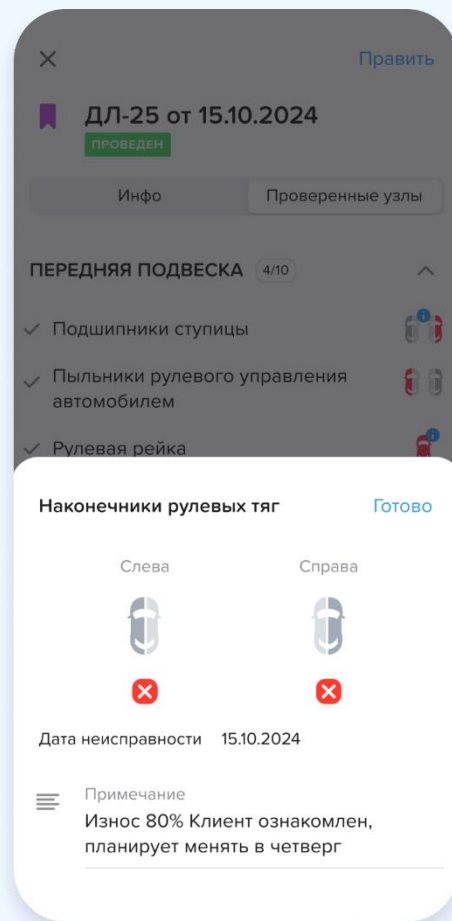 Править
ДЛ-25 от 15.10.2024
ПРОВЕДЕН
Инфо
Проверенные узлы
ПЕРЕДНЯЯ ПОДВЕСКА 4/10
Подшипники ступицы
Пыльники рулевого управления
автомобилем
Рулевая рейка
Наконечники рулевых тяг
Готово
Слева
Справа
Дата неисправности 15.10.2024
Примечание
Износ 80% Клиент ознакомлен,
планирует менять в четверг